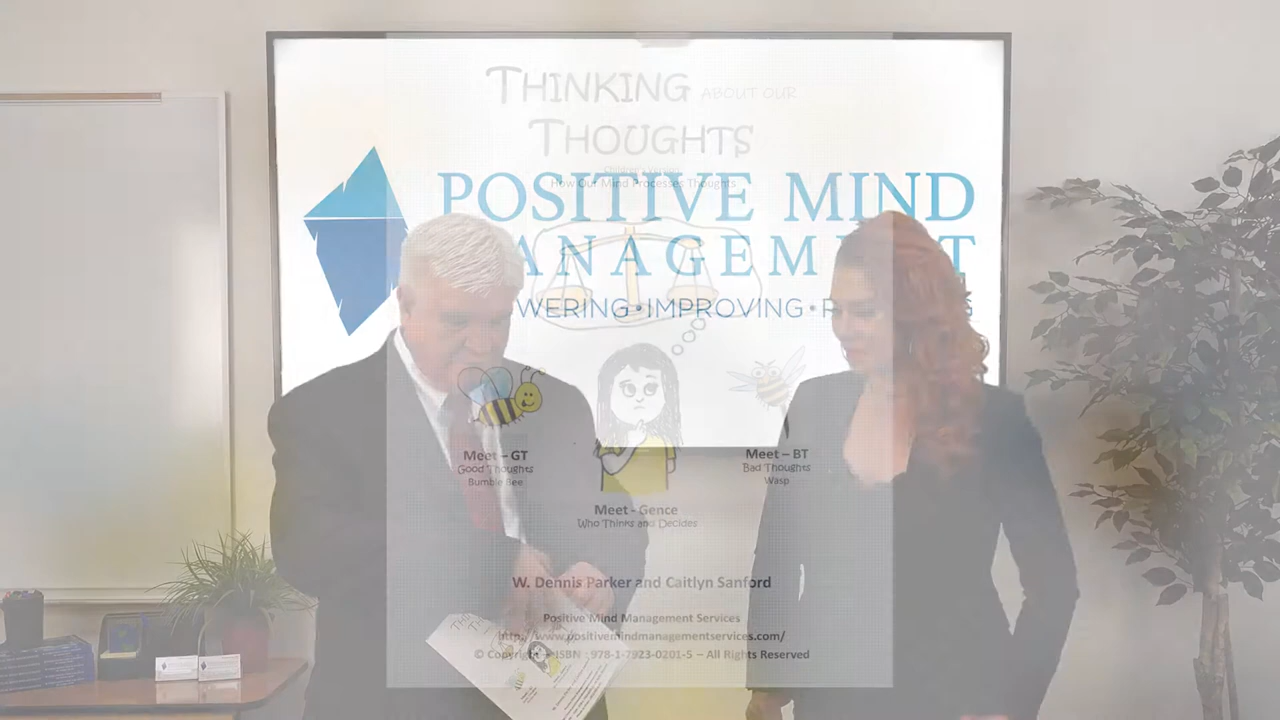 THINKING ABOUT OUR
THOUGHTS
How Our Mind Processes Thoughts
POSITIVE MIND
ANAGEM T
WERING • IMPROVING • R
Meet – GT
Good Thoughts
Bumble Bee
Meet – BT
Bad Thoughts
Wasp
Meet - Gence
Who Thinks and Decides
W. Dennis Parker and Caitlyn Sanford
Positive Mind Management Services
http://www.positivemindmanagementservices.com/
© Copyright – ISBN : 978-1-7923-0201-5 – All Rights Reserved